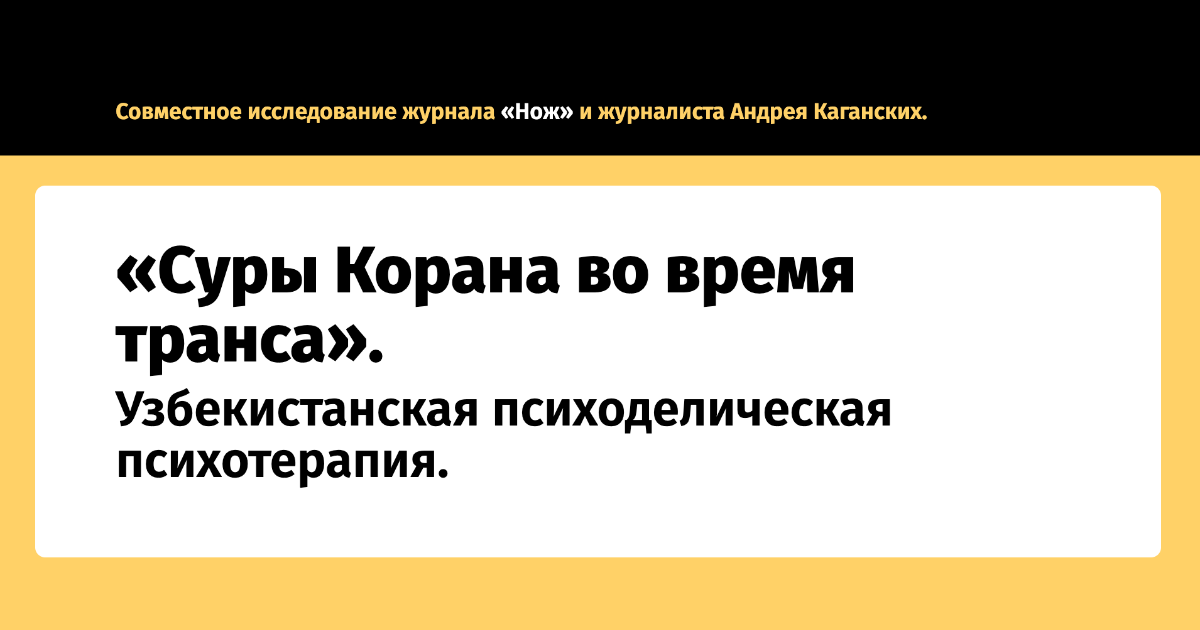 Совместное исследование журнала «Нож» и журналиста Андрея Каганских.
«Суры Корана во время
транса».
Узбекистанская психоделическая
психотерапия.